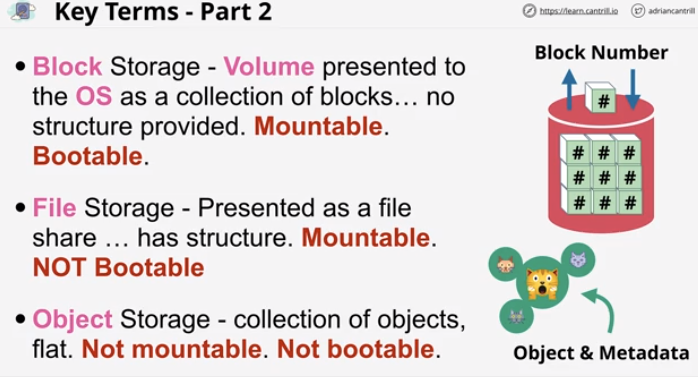 Key Terms - Part 2
https://learn.cantrill.io
adriancantrill
• Block Storage - Volume presented to
the OS as a collection of blocks… no
structure provided. Mountable.
Bootable.
• File Storage - Presented as a file
share … has structure. Mountable.
NOT Bootable
• Object Storage - collection of objects,
flat. Not mountable. Not bootable.
Block Number
#
# # #
# # #
# # #
Object & Metadata